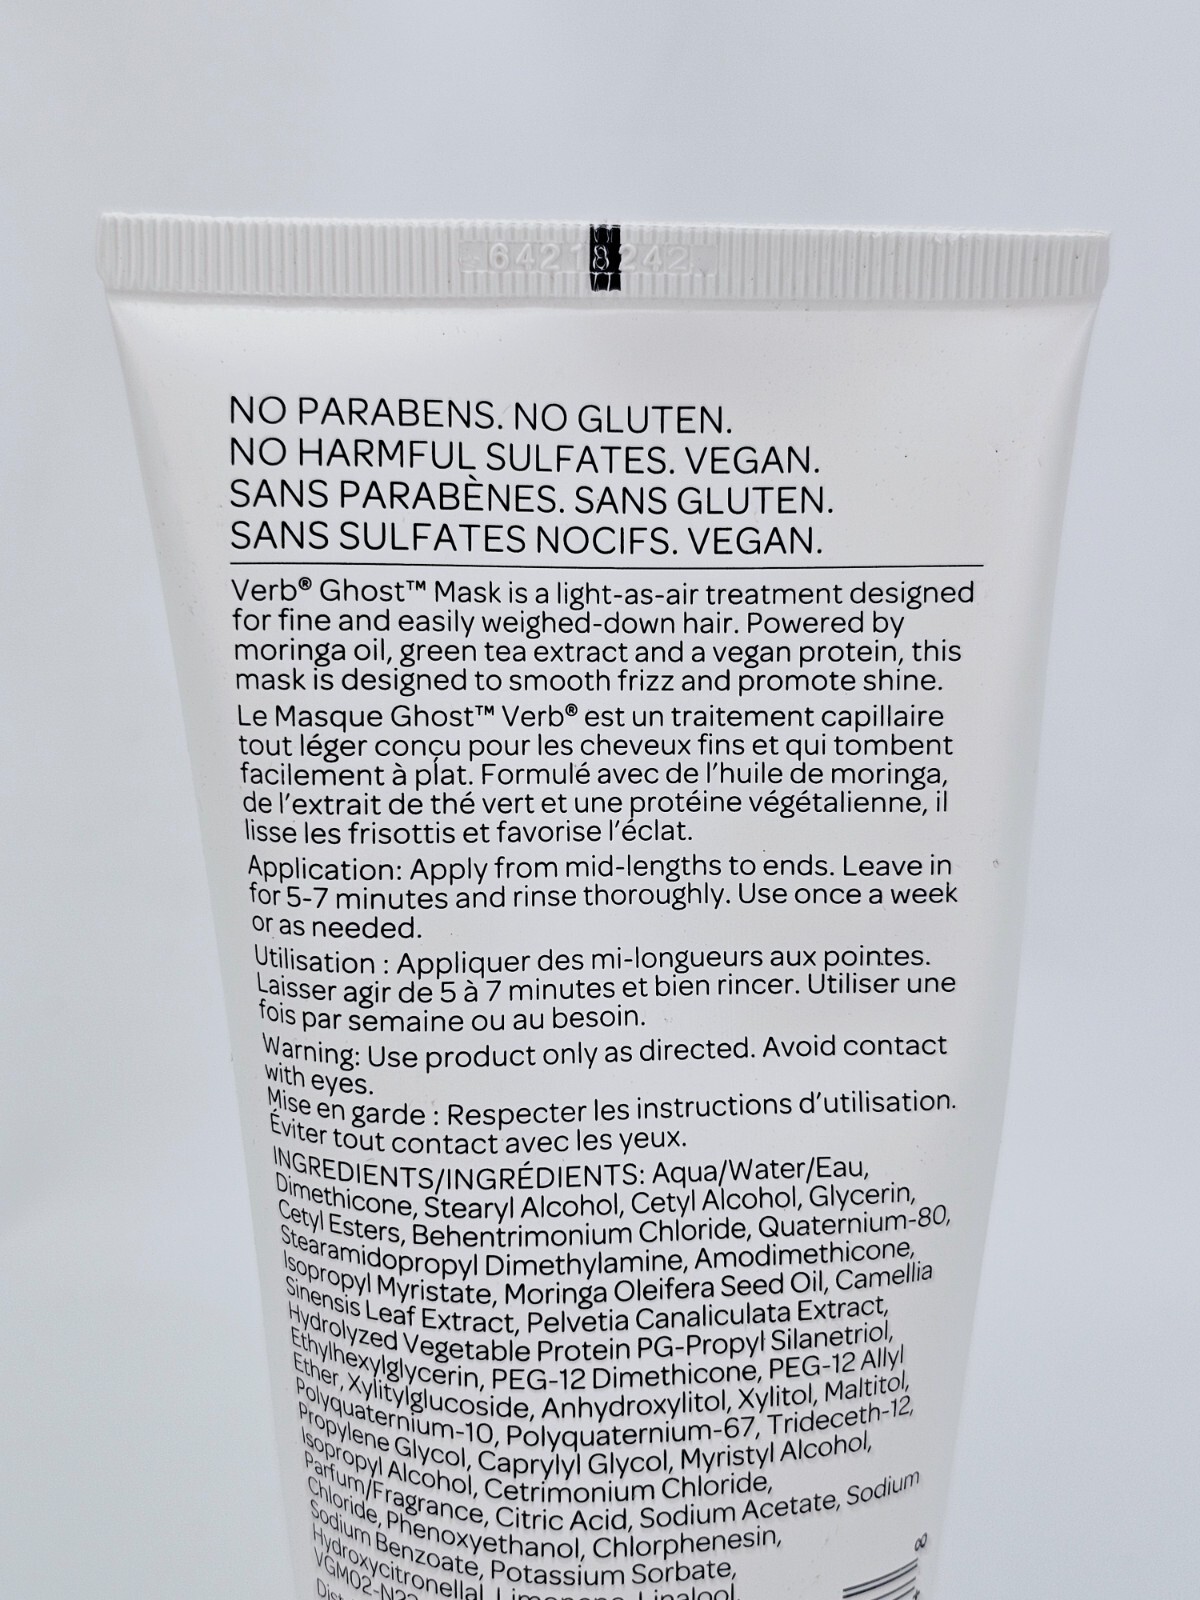 64218242
NO PARABENS. NO GLUTEN.
NO HARMFUL SULFATES. VEGAN.
SANS PARABÈNES. SANS GLUTEN.
SANS SULFATES NOCIFS. VEGAN.
Verb® Ghost™ Mask is a light-as-air treatment designed
for fine and easily weighed-down hair. Powered by
moringa oil, green tea extract and a vegan protein, this
mask is designed to smooth frizz and promote shine.
Le Masque Ghost™ Verb® est un traitement capillaire
tout léger conçu pour les cheveux fins et qui tombent
facilement à plat. Formulé avec de l'huile de moringa,
de l'extrait de thé vert et une protéine végétalienne, il
lisse les frisottis et favorise l'éclat.
Application: Apply from mid-lengths to ends. Leave in
for 5-7 minutes and rinse thoroughly. Use once a week
or as needed.
Utilisation : Appliquer des mi-longueurs aux pointes.
Laisser agir de 5 à 7 minutes et bien rincer. Utiliser une
fois par semaine ou au besoin.
Warning: Use product only as directed. Avoid contact
with eyes.
Mise en garde : Respecter les instructions d'utilisation.
Éviter tout contact avec les yeux.
INGREDIENTS/INGRÉDIENTS: Aqua/Water/Eau,
Dimethicone, Stearyl Alcohol, Cetyl Alcohol, Glycerin,
Cetyl Esters, Behentrimonium Chloride, Quaternium-80,
Stearamidopropyl Dimethylamine, Amodimethicone,
Isopropyl Myristate, Moringa Oleifera Seed Oil, Camellia
Sinensis Leaf Extract, Pelvetia Canaliculata Extract,
Hydrolyzed Vegetable Protein PG-Propyl Silanetriol,
Ethylhexylglycerin, PEG-12 Dimethicone, PEG-12 Allyl
Ether, Xylitylglucoside, Anhydroxylitol, Xylitol, Maltitol,
Polyquaternium-10, Polyquaternium-67, Trideceth-12,
Propylene Glycol, Caprylyl Glycol, Myristyl Alcohol,
Isopropyl Alcohol, Cetrimonium Chloride,
Parfum/Fragrance, Citric Acid, Sodium Acetate, Sodium
Chloride, Phenoxyethanol, Chlorphenesin,
Sodium Benzoate, Potassium Sorbate,
Hydroxycitronellal, Limonene, Linalool.
8